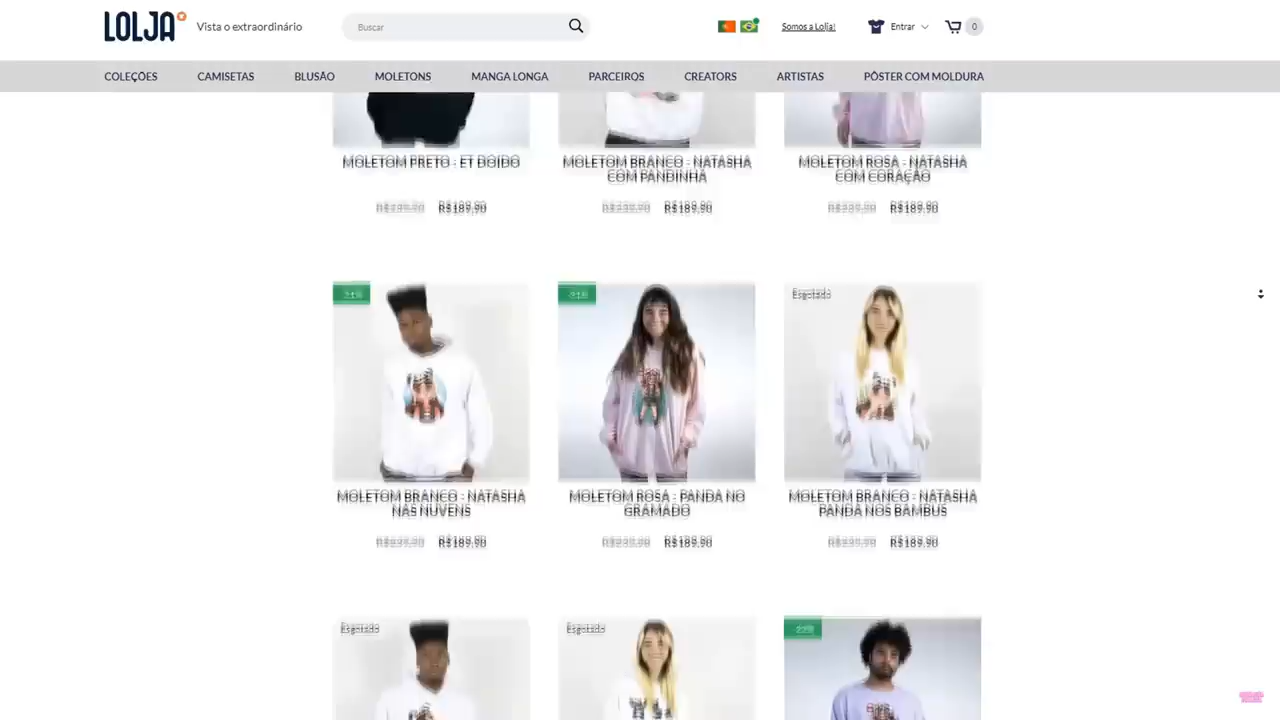 LOLJA
Vista o extraordinário
Buscar
Somos a Lolja!
Entrar
0
COLEÇÕES
CAMISETAS
BLUSÃO
MOLETONS
MANGA LONGA
PARCEIROS
CREATORS
ARTISTAS
PÔSTER COM MOLDURA
MOLETOM PRETO - ET DOIDO
MOLETOM BRANCO - NATASHA
COM PANDINHA
MOLETOM ROSA - NATASHA
COM CORAÇÃO
R$189,90
R$189,90
R$189,90
Esgotado
MOLETOM BRANCO - NATASHA
NAS NUVENS
MOLETOM ROSA - PANDA NO
GRAMADO
MOLETOM BRANCO - NATASHA
PANDA NOS BAMBUS
R$189,90
R$189,90
R$189,90
Esgotado
Esgotado